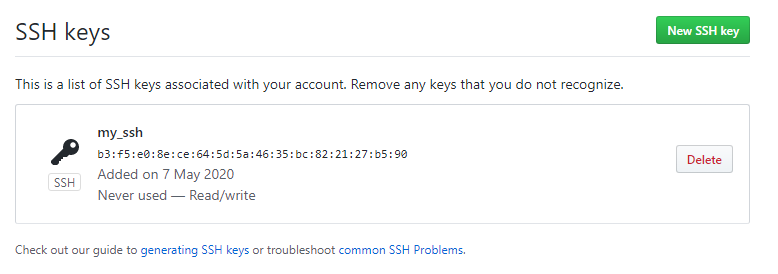 SSH keys
New SSH key
This is a list of SSH keys associated with your account. Remove any keys that you do not recognize.
my_ssh
b3:f5:e0:8e:ce:64:5d:5a:46:35:bc:82:21:27:b5:90
Added on 7 May 2020
Never used — Read/write
SSH
Delete
Check out our guide to generating SSH keys or troubleshoot common SSH Problems.